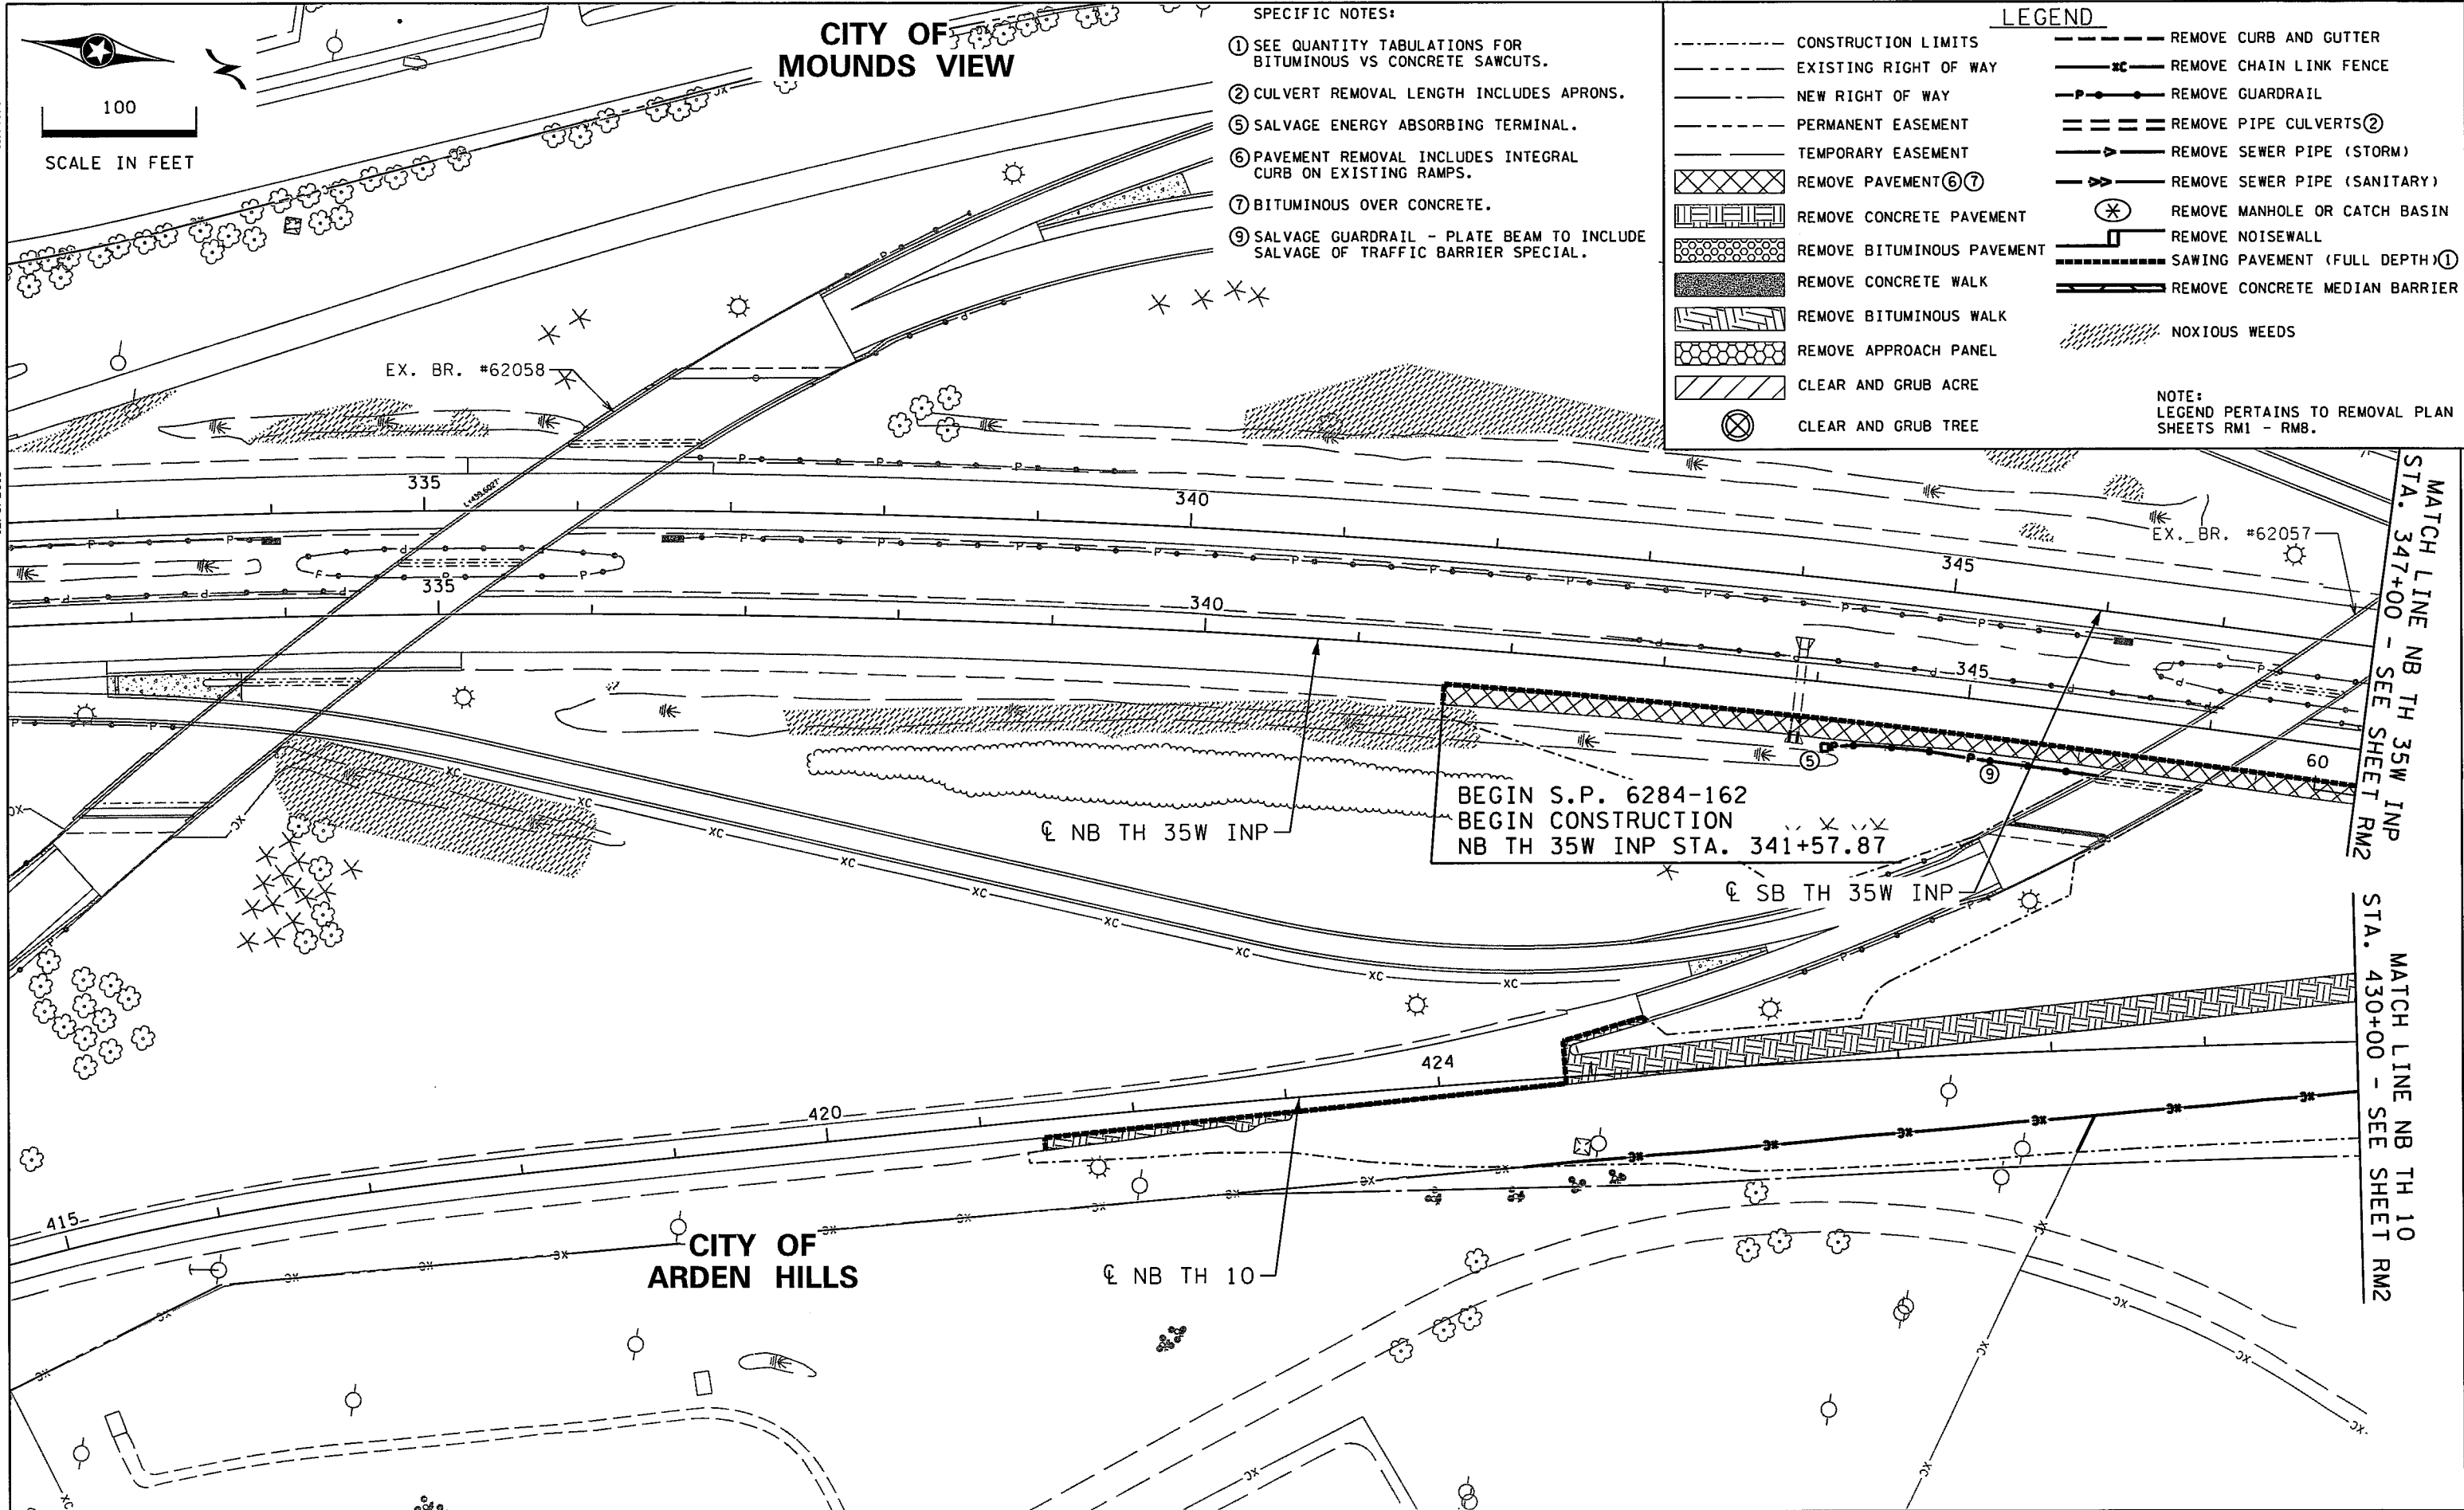 CITY OF
MOUNDS VIEW
100
SCALE IN FEET
SPECIFIC NOTES:
① SEE QUANTITY TABULATIONS FOR
BITUMINOUS VS CONCRETE SAWCUTS.
② CULVERT REMOVAL LENGTH INCLUDES APRONS.
⑤ SALVAGE ENERGY ABSORBING TERMINAL.
⑥ PAVEMENT REMOVAL INCLUDES INTEGRAL
CURB ON EXISTING RAMPS.
⑦ BITUMINOUS OVER CONCRETE.
⑨ SALVAGE GUARDRAIL - PLATE BEAM TO INCLUDE
SALVAGE OF TRAFFIC BARRIER SPECIAL.
LEGEND
CONSTRUCTION LIMITS
EXISTING RIGHT OF WAY
NEW RIGHT OF WAY
PERMANENT EASEMENT
TEMPORARY EASEMENT
REMOVE PAVEMENT⑥⑦
REMOVE CONCRETE PAVEMENT
REMOVE BITUMINOUS PAVEMENT
REMOVE CONCRETE WALK
REMOVE BITUMINOUS WALK
REMOVE APPROACH PANEL
CLEAR AND GRUB ACRE
CLEAR AND GRUB TREE
REMOVE CURB AND GUTTER
XC REMOVE CHAIN LINK FENCE
P REMOVE GUARDRAIL
REMOVE PIPE CULVERTS②
REMOVE SEWER PIPE (STORM)
REMOVE SEWER PIPE (SANITARY)
REMOVE MANHOLE OR CATCH BASIN
REMOVE NOISEWALL
SAWING PAVEMENT (FULL DEPTH)①
REMOVE CONCRETE MEDIAN BARRIER
NOXIOUS WEEDS
NOTE:
LEGEND PERTAINS TO REMOVAL PLAN
SHEETS RM1 - RM8.
EX. BR. #62058
335
340
345
EX. BR. #62057
335
340
345
60
⑤
⑨
BEGIN S.P. 6284-162
BEGIN CONSTRUCTION
NB TH 35W INP STA. 341+57.87
℄ NB TH 35W INP
℄ SB TH 35W INP
MATCH LINE NB TH 35W INP
STA. 347+00 - SEE SHEET RM2
MATCH LINE NB TH 10
STA. 430+00 - SEE SHEET RM2
415
420
424
℄ NB TH 10
CITY OF
ARDEN HILLS